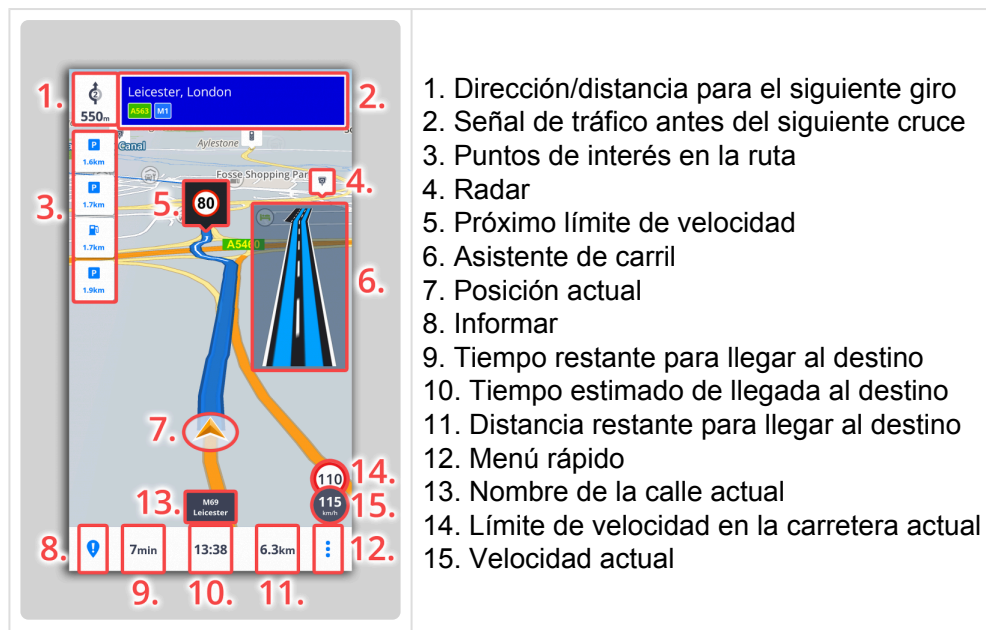 1.
2
550m
Leicester, London
A563 M1
2.
Canal
Aylestone
P
1.6km
Fosse Shopping Par
4.
P
1.7km
3.
5.
80
1.7km
A5460
6.
P
1.9km
7.
110
14.
13.
M69
Leicester
115
km/h
15.
8.
7min
13:38
6.3km
12.
9.
10.
11.
1. Dirección/distancia para el siguiente giro
2. Señal de tráfico antes del siguiente cruce
3. Puntos de interés en la ruta
4. Radar
5. Próximo límite de velocidad
6. Asistente de carril
7. Posición actual
8. Informar
9. Tiempo restante para llegar al destino
10. Tiempo estimado de llegada al destino
11. Distancia restante para llegar al destino
12. Menú rápido
13. Nombre de la calle actual
14. Límite de velocidad en la carretera actual
15. Velocidad actual